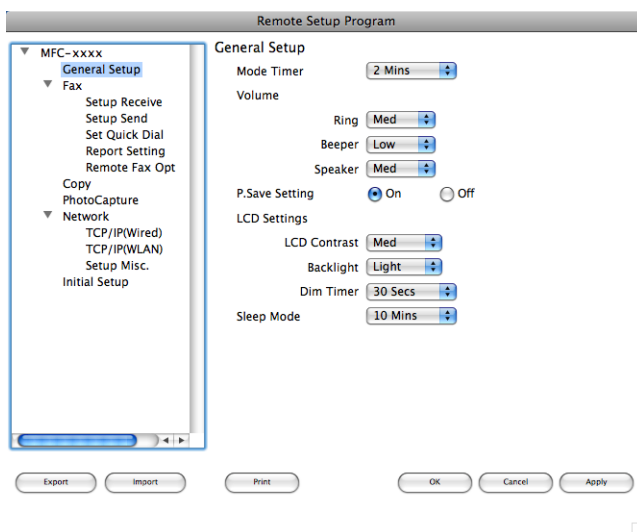 Remote Setup Program
MFC-xxxx
General Setup
Fax
Setup Receive
Setup Send
Set Quick Dial
Report Setting
Remote Fax Opt
Copy
PhotoCapture
Network
TCP/IP(Wired)
TCP/IP(WLAN)
Setup Misc.
Initial Setup
General Setup
Mode Timer 2 Mins
Volume
Ring Med
Beeper Low
Speaker Med
P.Save Setting On Off
LCD Settings
LCD Contrast Med
Backlight Light
Dim Timer 30 Secs
Sleep Mode 10 Mins
Export Import Print OK Cancel Apply